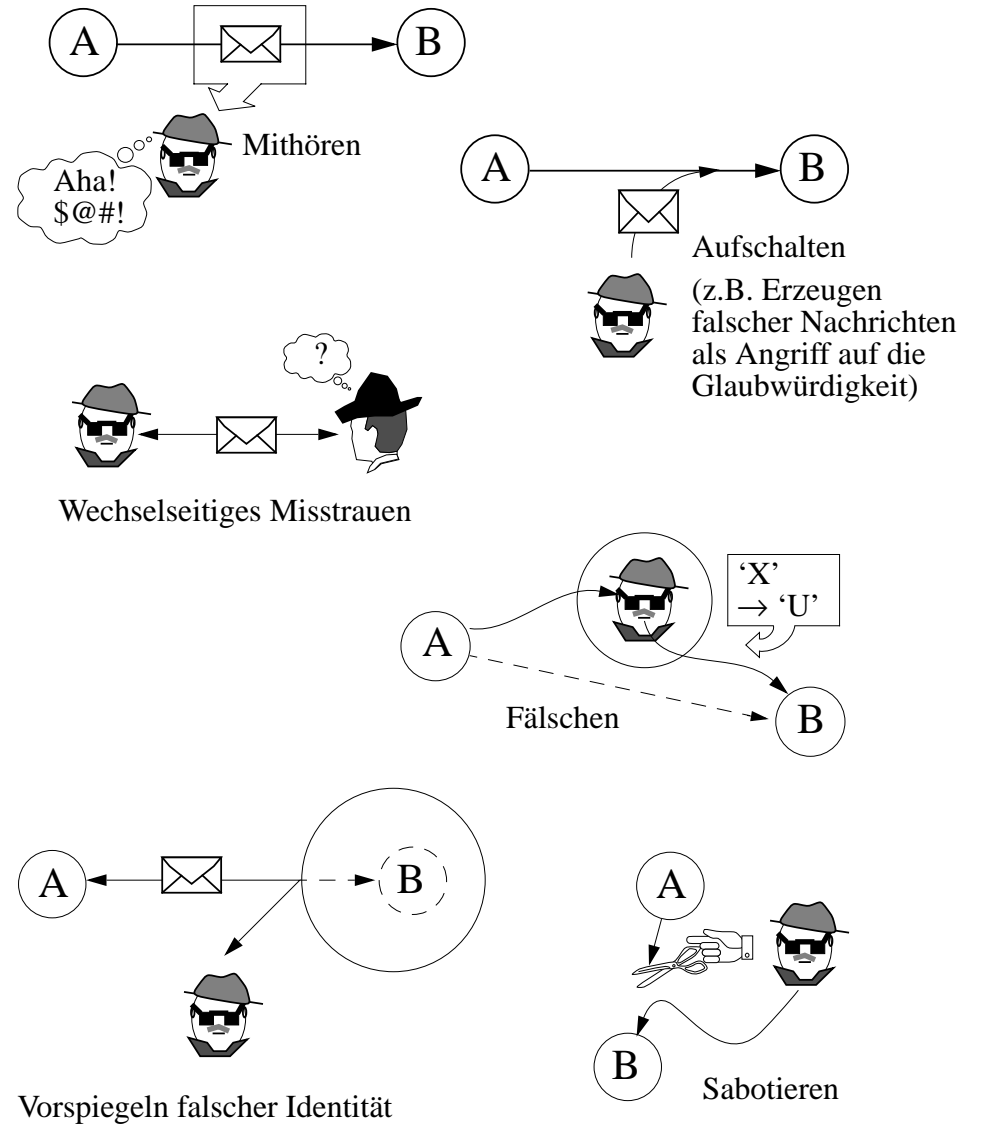 A
B
Mithören
Aha!
$@#!
A
B
Aufschalten
(z.B. Erzeugen
falscher Nachrichten
als Angriff auf die
Glaubwürdigkeit)
?
Wechselseitiges Misstrauen
‘X’
→ ‘U’
A
B
Fälschen
A
B
Vorspiegeln falscher Identität
A
B
Sabotieren